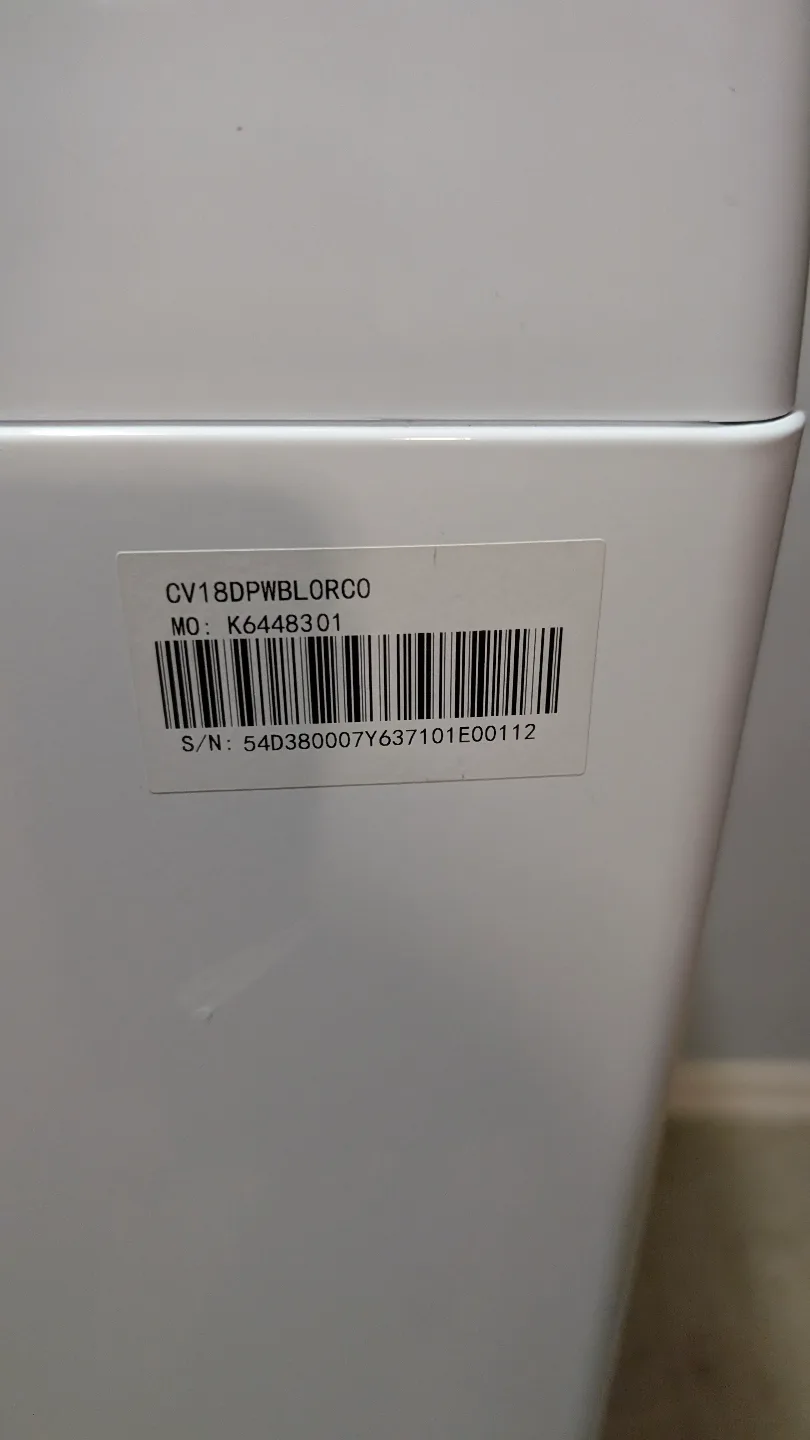 CV18DPWBL0RC0
MO: K6448301
S/N: 54D380007Y637101E00112